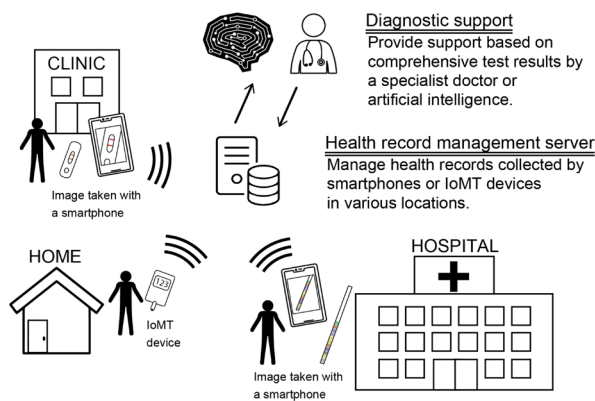 Diagnostic support
Provide support based on
comprehensive test results by
a specialist doctor or
artificial intelligence.
CLINIC
Health record management server
Manage health records collected by
smartphones or IoMT devices
in various locations.
Image taken with
a smartphone
HOME
123
IoMT
device
HOSPITAL
Image taken with
a smartphone